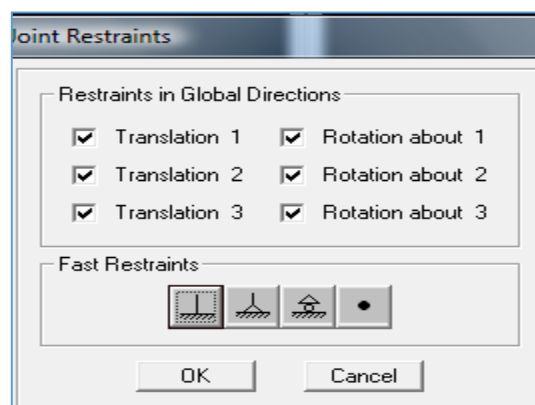 Joint Restraints
Restraints in Global Directions
Translation 1 Rotation about 1
Translation 2 Rotation about 2
Translation 3 Rotation about 3
Fast Restraints
OK Cancel